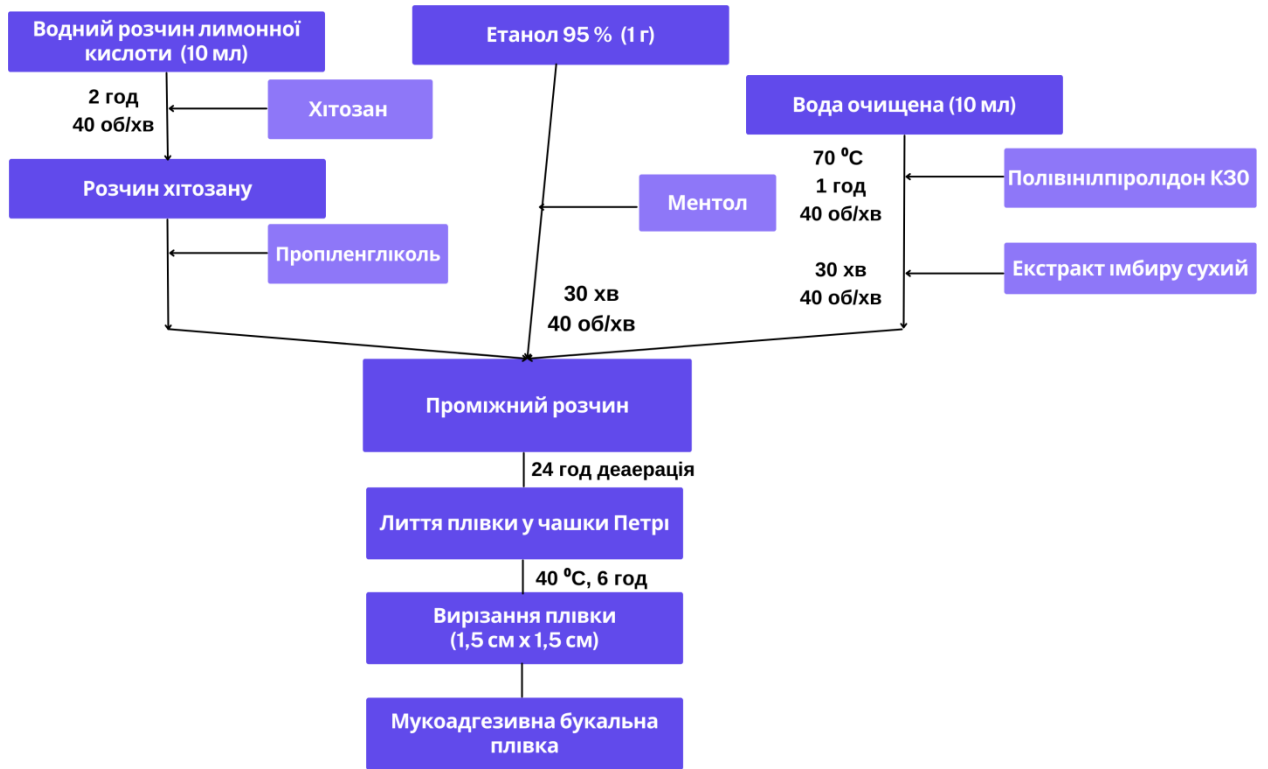 Водний розчин лимонної
кислоти (10 мл)
Етанол 95 % (1 г)
2 год
40 об/хв
Хітозан
Вода очищена (10 мл)
70 ⁰С
1 год
40 об/хв
Полівінілпіролідон К30
Розчин хітозану
Ментол
Пропіленгліколь
30 хв
40 об/хв
Екстракт імбиру сухий
30 хв
40 об/хв
Проміжний розчин
24 год деаерація
Лиття плівки у чашки Петрі
40 ⁰С, 6 год
Вирізання плівки
(1,5 см х 1,5 см)
Мукоадгезивна букальна
плівка